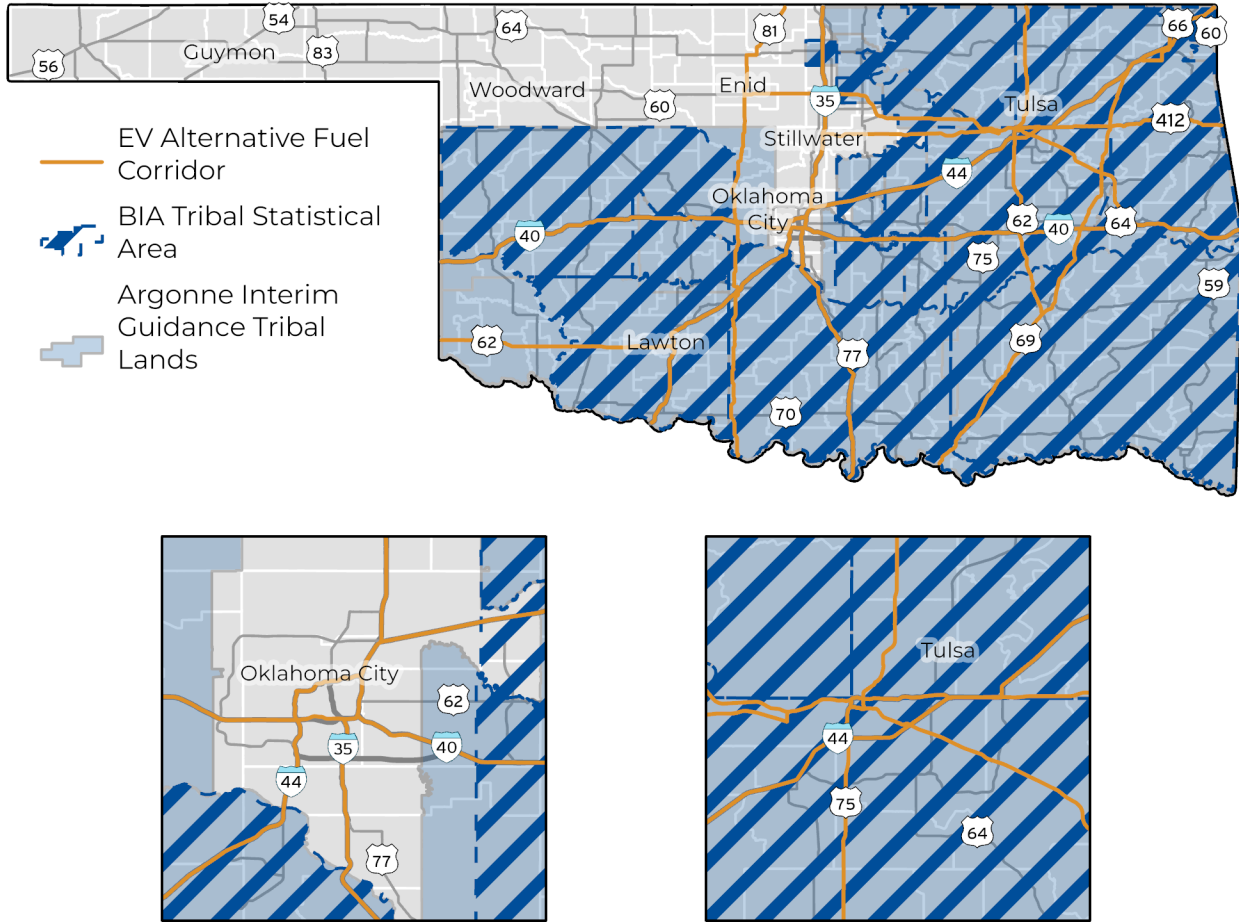 54
64
81
66
60
56
Guymon
83
Woodward
60
Enid
35
Tulsa
412
Stillwater
44
EV Alternative Fuel
Corridor
BIA Tribal Statistical
Area
Argonne Interim
Guidance Tribal
Lands
Oklahoma
City
40
62
40
64
75
59
62
Lawton
77
69
70
Oklahoma City
62
35
40
44
77
Tulsa
44
75
64